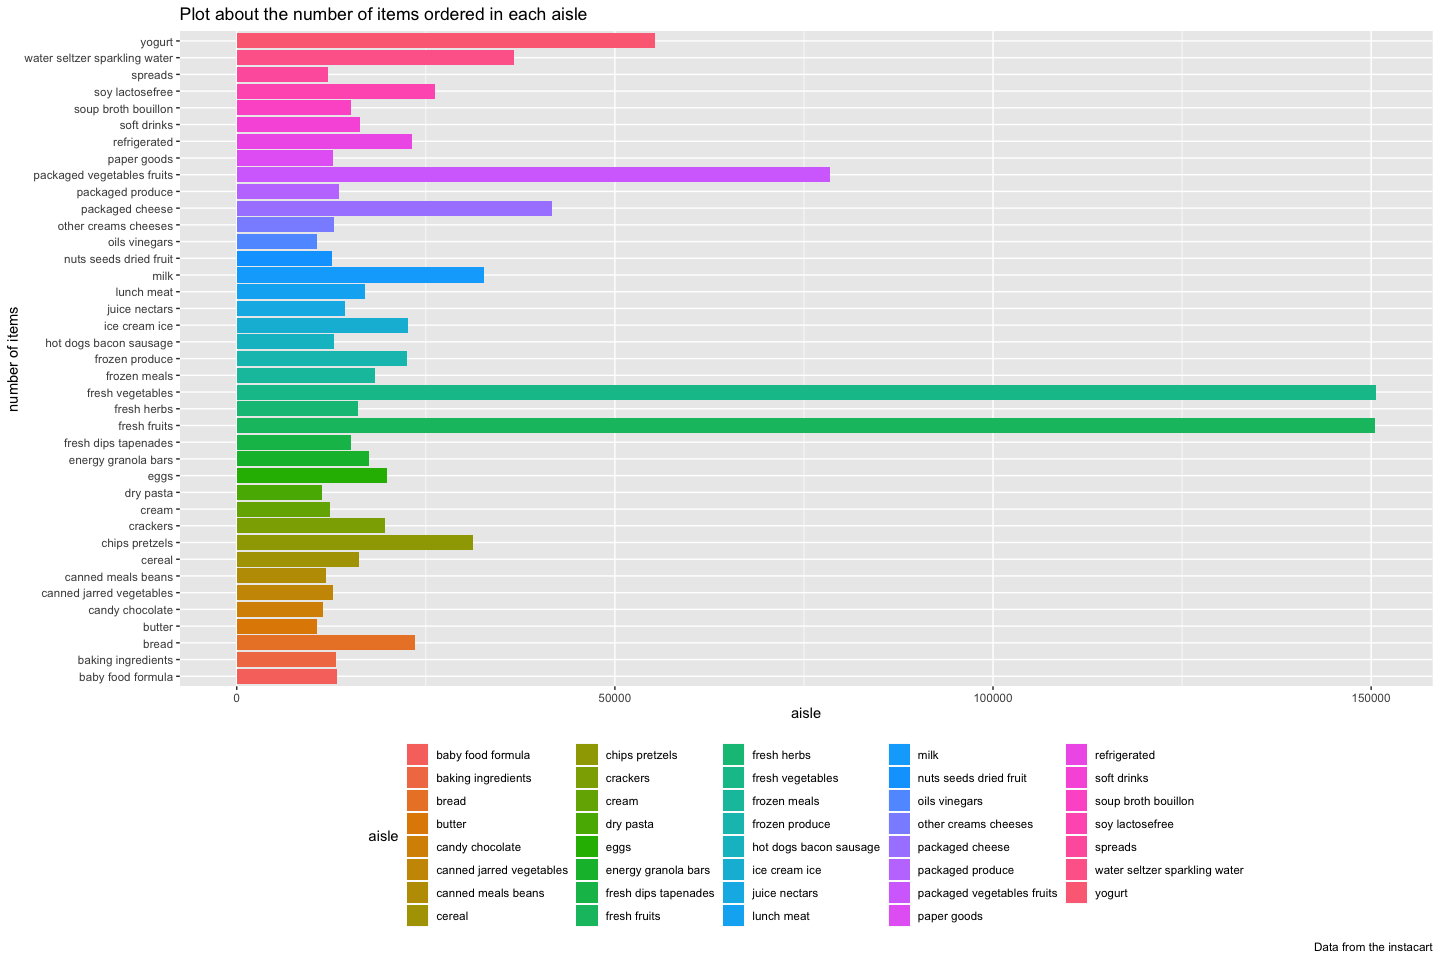 Plot about the number of items ordered in each aisle
yogurt
water seltzer sparkling water
spreads
soy lactosefree
soup broth bouillon
soft drinks
refrigerated
paper goods
packaged vegetables fruits
packaged produce
packaged cheese
other creams cheeses
oils vinegars
nuts seeds dried fruit
milk
lunch meat
juice nectars
ice cream ice
hot dogs bacon sausage
frozen produce
frozen meals
fresh vegetables
fresh herbs
fresh fruits
fresh dips tapenades
energy granola bars
eggs
dry pasta
cream
crackers
chips pretzels
cereal
canned meals beans
canned jarred vegetables
candy chocolate
butter
bread
baking ingredients
baby food formula
number of items
0 50000 100000 150000
aisle
aisle
baby food formula
baking ingredients
bread
butter
candy chocolate
canned jarred vegetables
canned meals beans
cereal
chips pretzels
crackers
cream
dry pasta
eggs
energy granola bars
fresh dips tapenades
fresh fruits
fresh herbs
fresh vegetables
frozen meals
frozen produce
hot dogs bacon sausage
ice cream ice
juice nectars
lunch meat
milk
nuts seeds dried fruit
oils vinegars
other creams cheeses
packaged cheese
packaged produce
packaged vegetables fruits
paper goods
refrigerated
soft drinks
soup broth bouillon
soy lactosefree
spreads
water seltzer sparkling water
yogurt
Data from the instacart